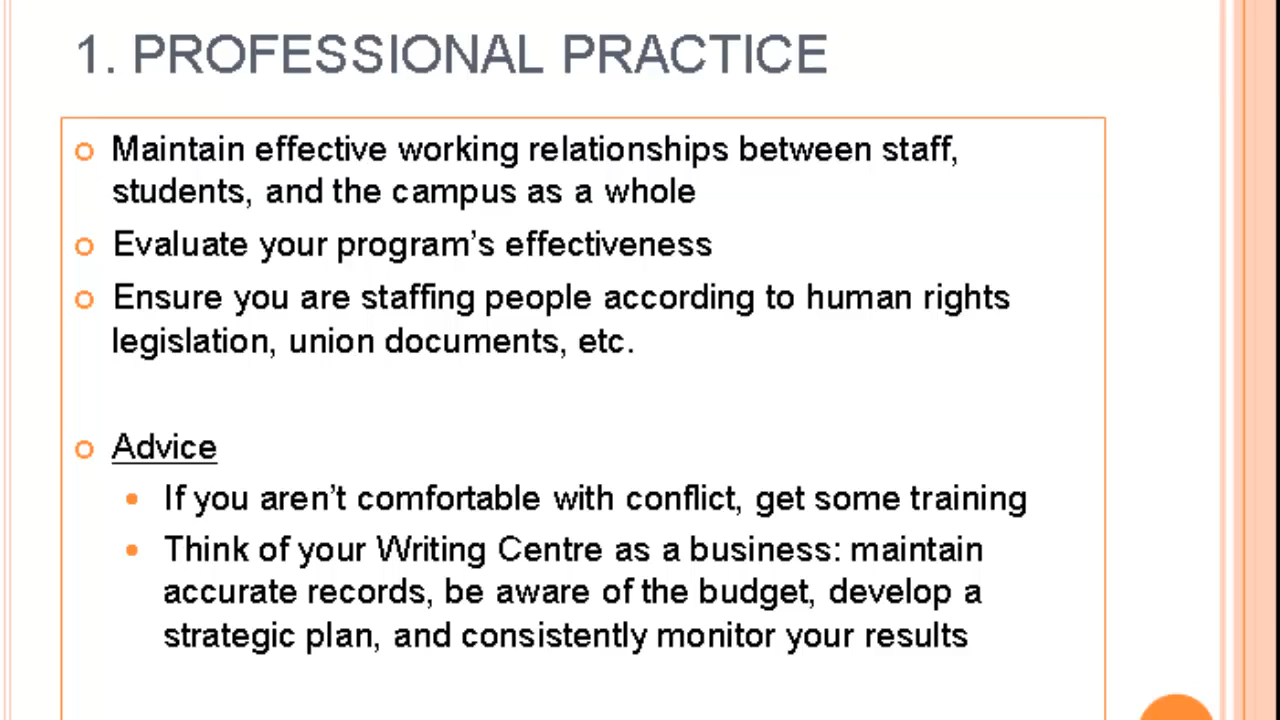 1. PROFESSIONAL PRACTICE
Maintain effective working relationships between staff,
students, and the campus as a whole
Evaluate your program’s effectiveness
Ensure you are staffing people according to human rights
legislation, union documents, etc.
Advice
If you aren’t comfortable with conflict, get some training
Think of your Writing Centre as a business: maintain
accurate records, be aware of the budget, develop a
strategic plan, and consistently monitor your results